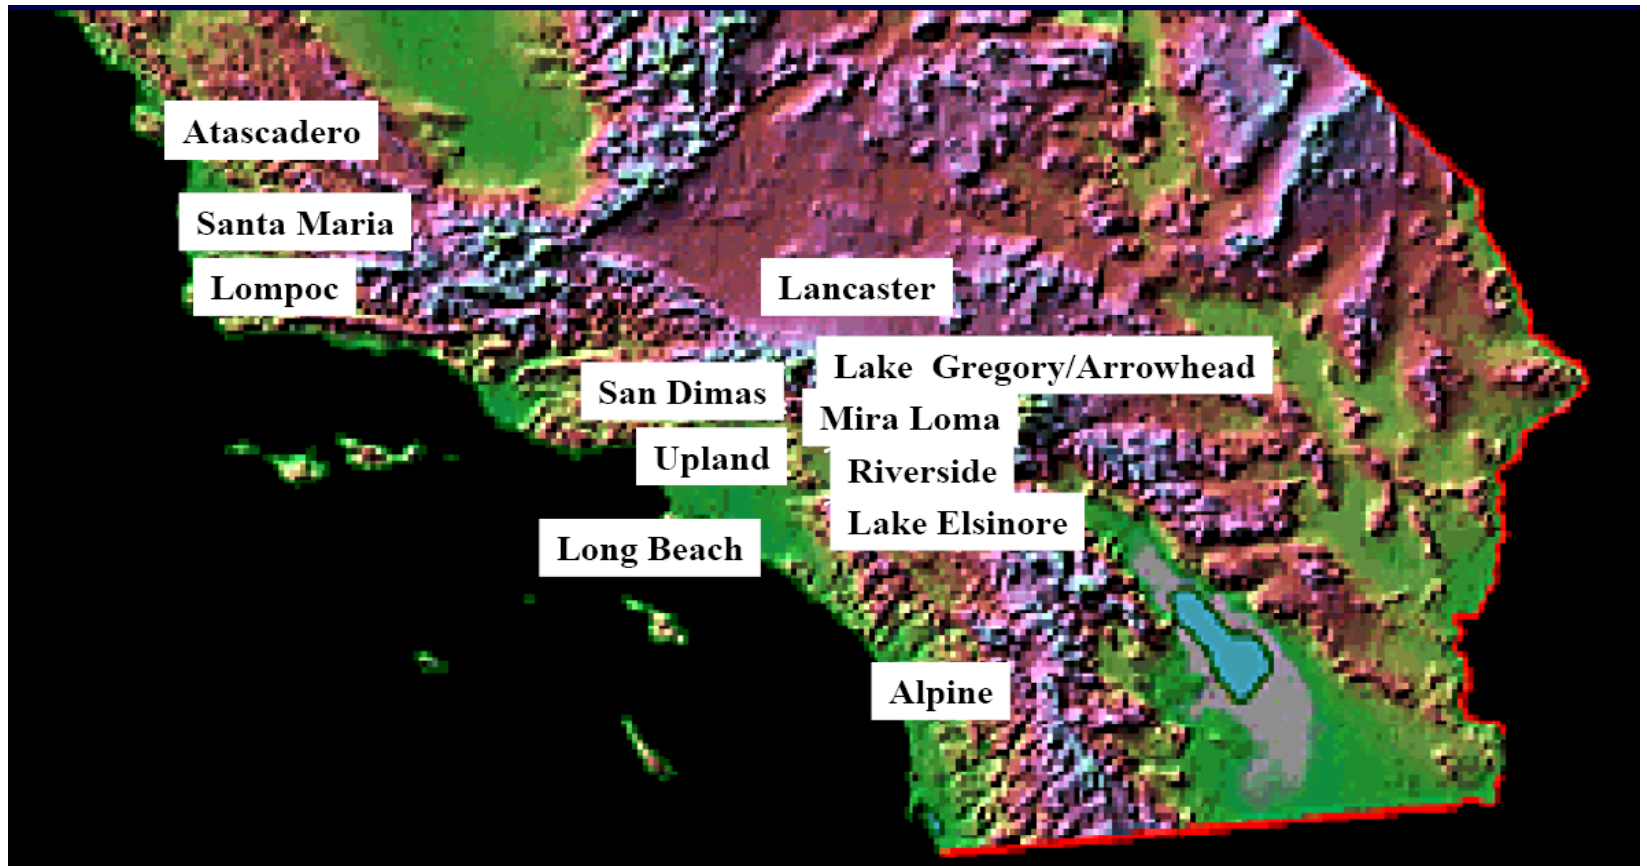 Atascadero
Santa Maria
Lompoc
Lancaster
Lake  Gregory/Arrowhead
San Dimas
Mira Loma
Upland
Riverside
Lake Elsinore
Long Beach
Alpine